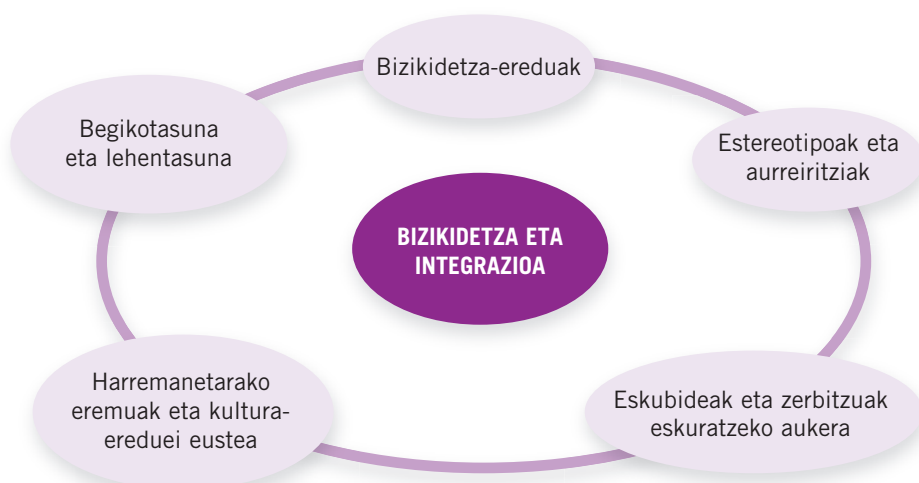 Bizikidetza-ereduak
Begikotasuna
eta lehentasuna
Estereotipoak eta
aurreiritziak
BIZIKIDETZA ETA
INTEGRAZIOA
Harremanetarako
eremuak eta kultura-
ereduei eustea
Eskubideak eta zerbitzuak
eskuratzeko aukera